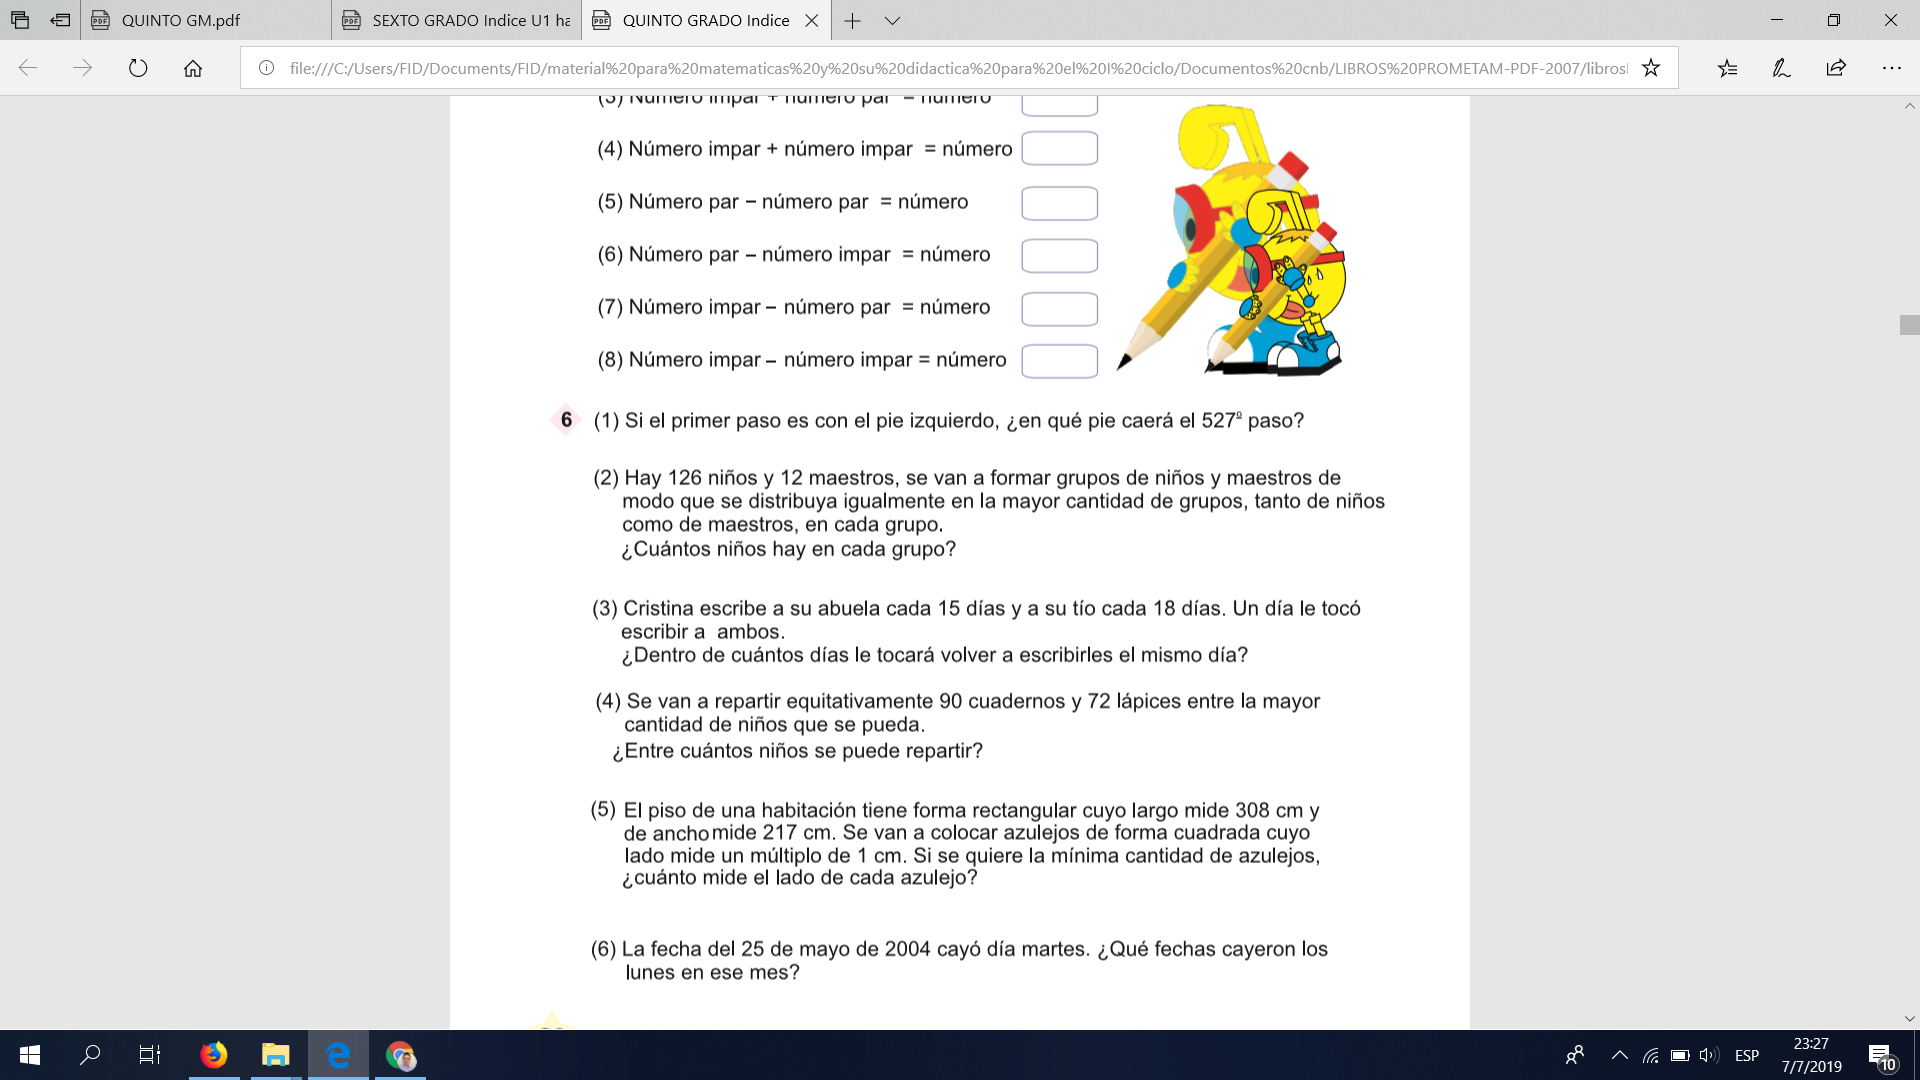 QUINTO GM.pdf
SEXTO GRADO Indice U1 ha
QUINTO GRADO Indice
file:///C:/Users/FID/Documents/FID/material%20para%20matematicas%20y%20su%20didactica%20para%20el%20I%20ciclo/Documentos%20cnb/LIBROS%20PROMETAM-PDF-2007/libros
(3) Número impar + número par = número
(4) Número impar + número impar = número
(5) Número par – número par = número
(6) Número par – número impar = número
(7) Número impar – número par = número
(8) Número impar – número impar = número
6 (1) Si el primer paso es con el pie izquierdo, ¿en qué pie caerá el 527º paso?
(2) Hay 126 niños y 12 maestros, se van a formar grupos de niños y maestros de
modo que se distribuya igualmente en la mayor cantidad de grupos, tanto de niños
como de maestros, en cada grupo.
¿Cuántos niños hay en cada grupo?
(3) Cristina escribe a su abuela cada 15 días y a su tío cada 18 días. Un día le tocó
escribir a ambos.
¿Dentro de cuántos días le tocará volver a escribirles el mismo día?
(4) Se van a repartir equitativamente 90 cuadernos y 72 lápices entre la mayor
cantidad de niños que se pueda.
¿Entre cuántos niños se puede repartir?
(5) El piso de una habitación tiene forma rectangular cuyo largo mide 308 cm y
de ancho mide 217 cm. Se van a colocar azulejos de forma cuadrada cuyo
lado mide un múltiplo de 1 cm. Si se quiere la mínima cantidad de azulejos,
¿cuánto mide el lado de cada azulejo?
(6) La fecha del 25 de mayo de 2004 cayó día martes. ¿Qué fechas cayeron los
lunes en ese mes?
ESP
23:27
7/7/2019
10